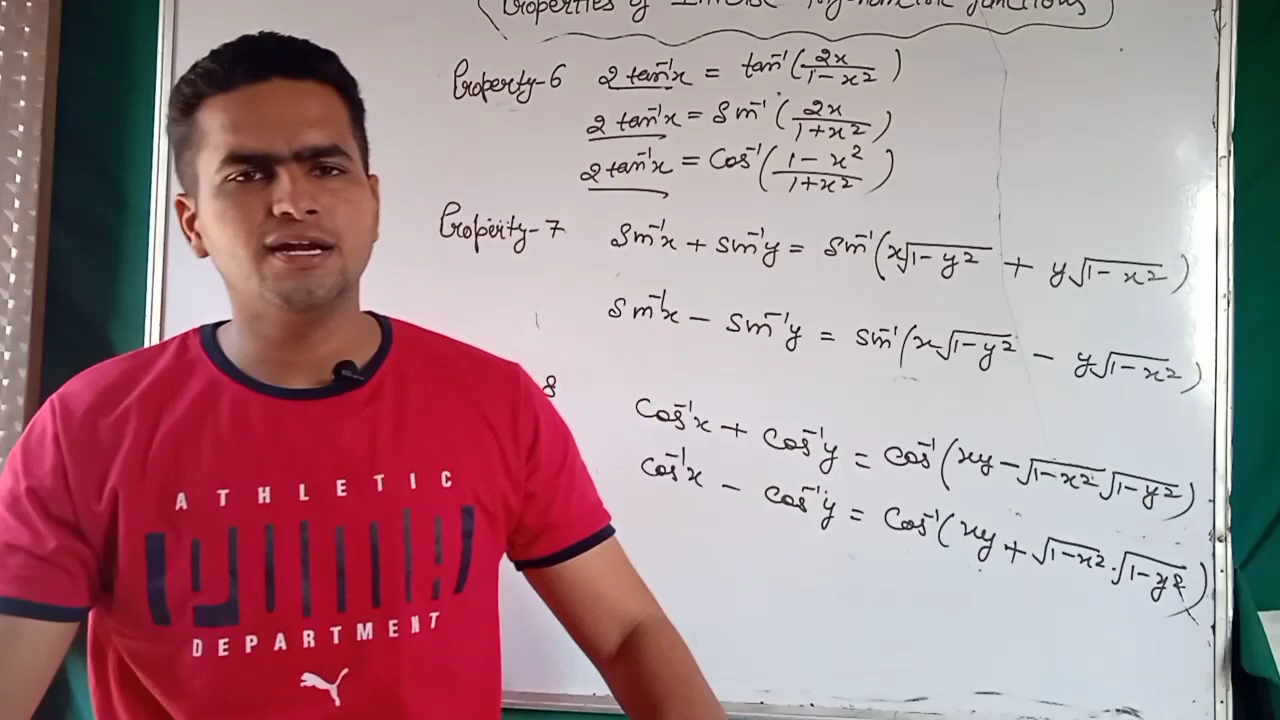 Properties of Inverse Trigonometric functions
Property-6 2 tan⁻¹x = tan⁻¹(2x/1−x²)
2 tan⁻¹x = Sin⁻¹(2x/1+x²)
2 tan⁻¹x = Cos⁻¹(1−x²/1+x²)
Property-7 Sin⁻¹x + Sin⁻¹y = Sin⁻¹(x√1−y² + y√1−x²)
Sin⁻¹x − Sin⁻¹y = Sin⁻¹(x√1−y² − y√1−x²)
8 Cos⁻¹x + Cos⁻¹y = Cos⁻¹(xy − √1−x² √1−y²)
Cos⁻¹x − Cos⁻¹y = Cos⁻¹(xy + √1−x² · √1−y²)
ATHLETIC
DEPARTMENT